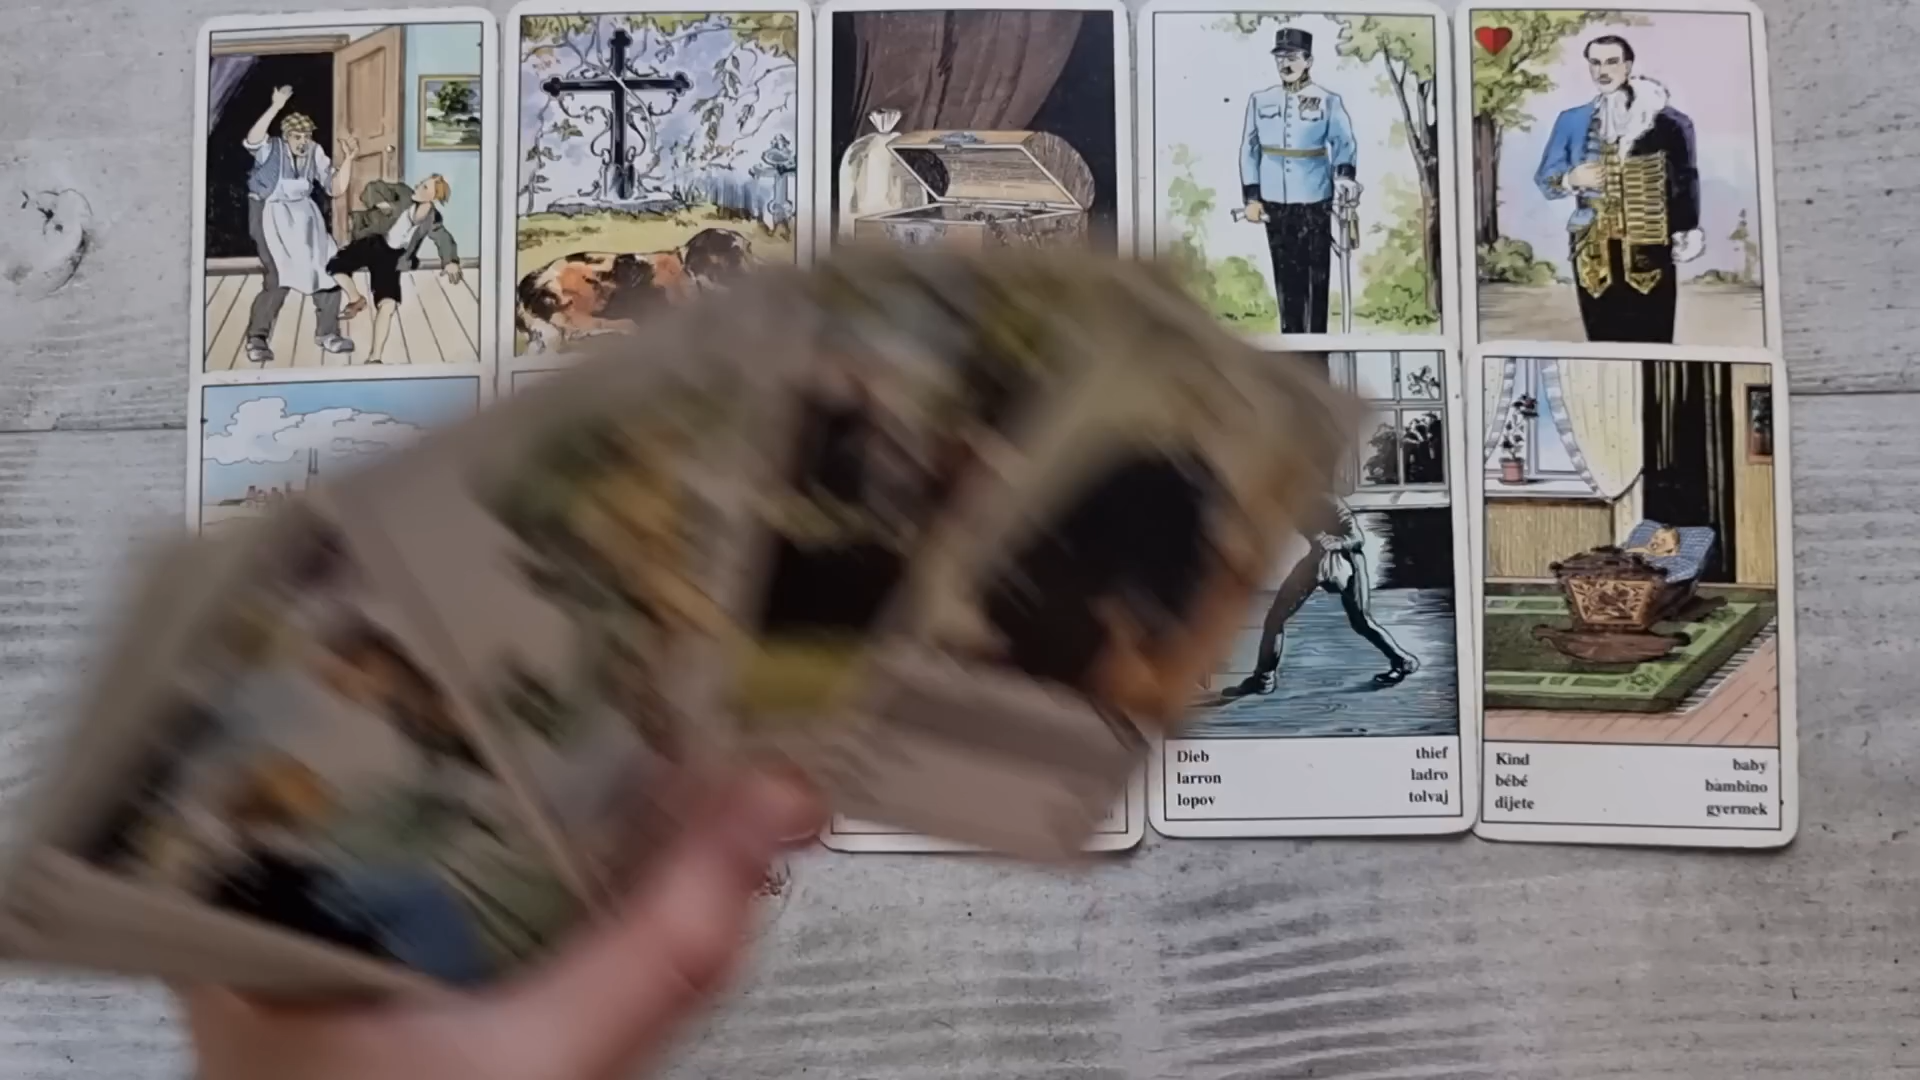 Dieb thief
larron ladro
lopov tolvaj
Kind baby
bébé bambino
dijete gyermek